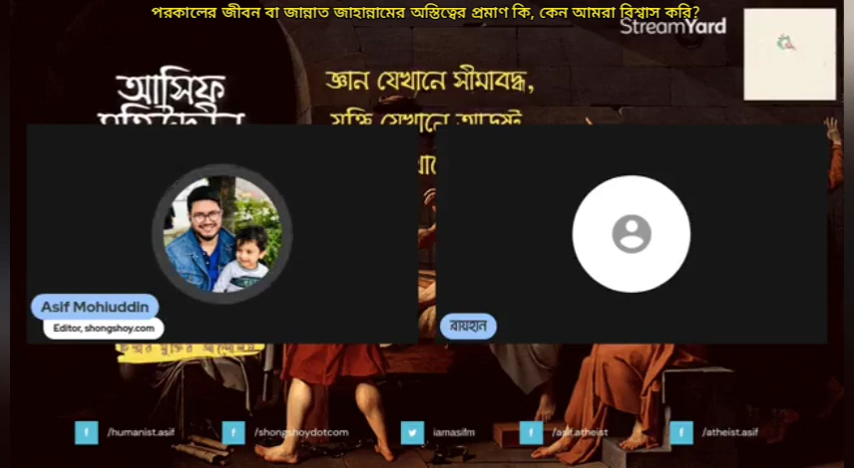 পরকালের জীবন বা জান্নাত জাহান্নামের অস্তিত্বের প্রমাণ কি, কেন আমরা বিশ্বাস করি?
StreamYard
আসিফ
জ্ঞান যেখানে সীমাবদ্ধ,
যুক্তি যেখানে আড়ষ্ট
Asif Mohiuddin
Editor, shongshoy.com
রায়হান
/humanist.asif
/shongshoydotcom
iamasifm
/asif.atheist
/atheist.asif